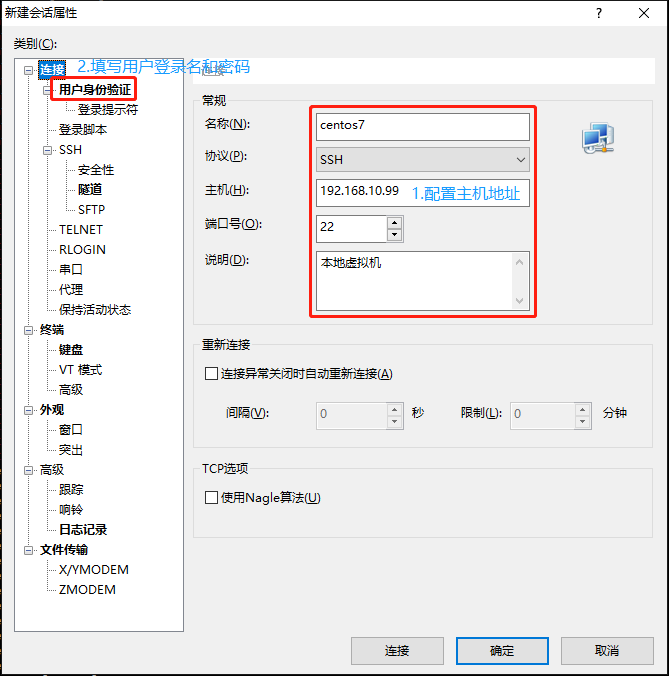 新建会话属性
类别(C):
连接
2.填写用户登录名和密码
用户身份验证
登录提示符
登录脚本
SSH
安全性
隧道
SFTP
TELNET
RLOGIN
串口
代理
保持活动状态
终端
键盘
VT 模式
高级
外观
窗口
突出
高级
跟踪
响铃
日志记录
文件传输
X/YMODEM
ZMODEM
连接
常规
名称(N): centos7
协议(P): SSH
主机(H): 192.168.10.99 1.配置主机地址
端口号(O): 22
说明(D): 本地虚拟机
重新连接
连接异常关闭时自动重新连接(A)
间隔(V): 0 秒 限制(L): 0 分钟
TCP选项
使用Nagle算法(U)
连接 确定 取消